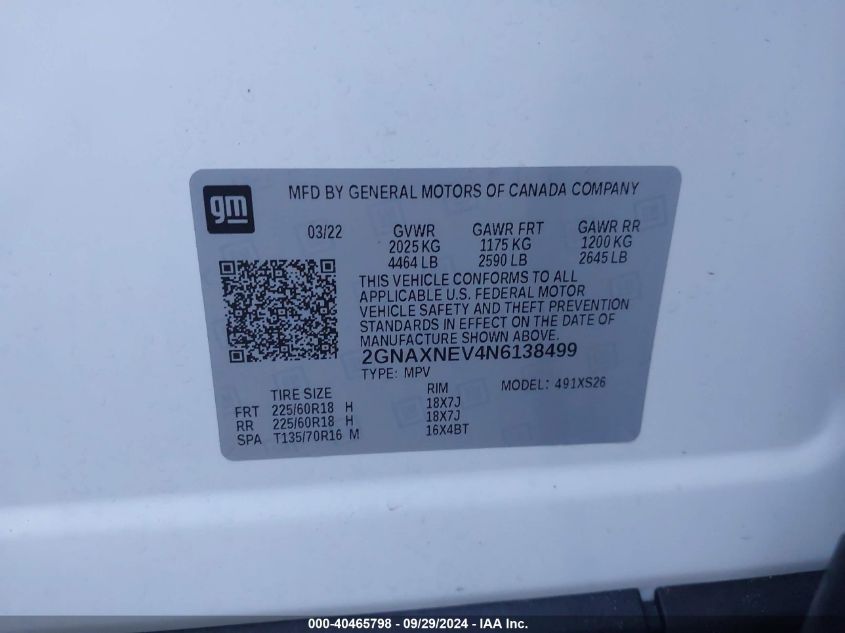 gm
MFD BY GENERAL MOTORS OF CANADA COMPANY
03/22 GVWR GAWR FRT GAWR RR
2025 KG 1175 KG 1200 KG
4464 LB 2590 LB 2645 LB
THIS VEHICLE CONFORMS TO ALL
APPLICABLE U.S. FEDERAL MOTOR
VEHICLE SAFETY AND THEFT PREVENTION
STANDARDS IN EFFECT ON THE DATE OF
MANUFACTURE SHOWN ABOVE.
2GNAXNEV4N6138499
TYPE: MPV MODEL: 491XS26
TIRE SIZE RIM
FRT 225/60R18 H 18X7J
RR 225/60R18 H 18X7J
SPA T135/70R16 M 16X4BT
000-40465798 - 09/29/2024 - IAA Inc.